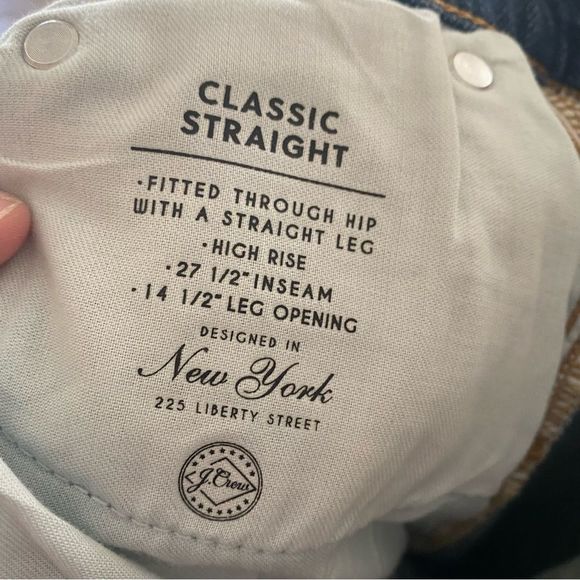 CLASSIC
STRAIGHT
·FITTED THROUGH HIP
WITH A STRAIGHT LEG
·HIGH RISE
·27 1/2" INSEAM
·14 1/2" LEG OPENING
DESIGNED IN
New York
225 LIBERTY STREET
J.Crew